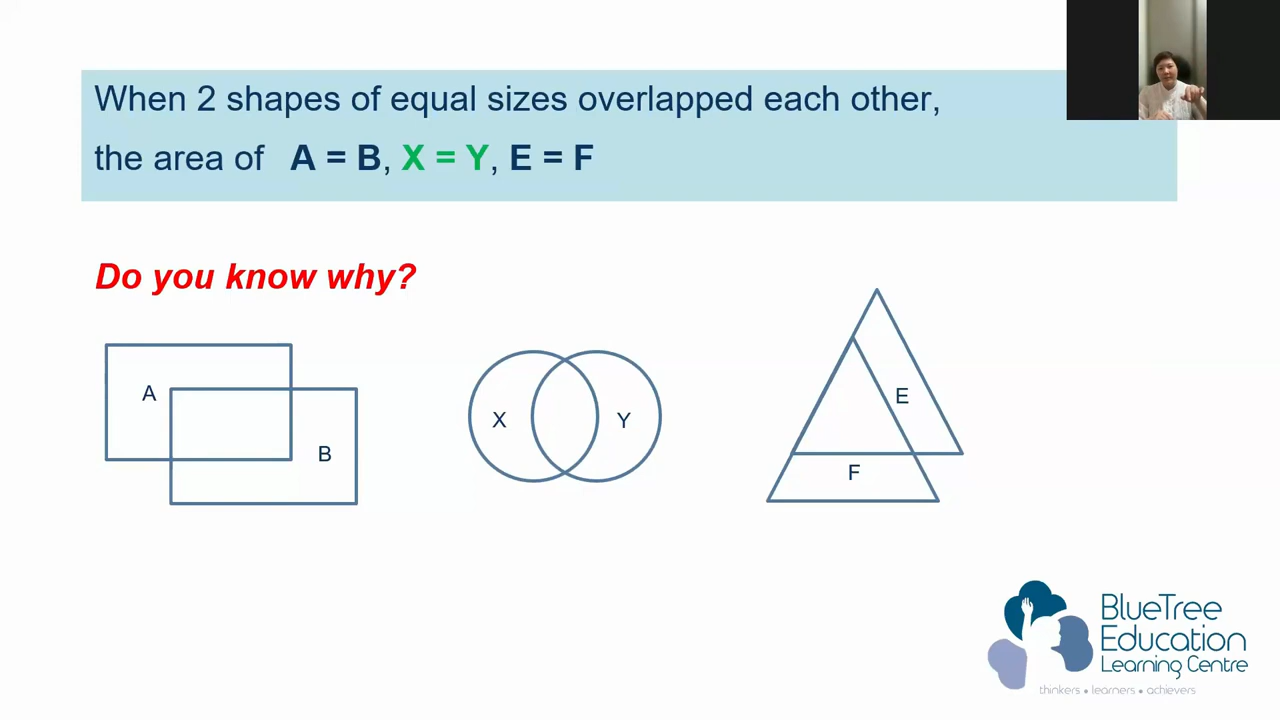 When 2 shapes of equal sizes overlapped each other,
the area of A = B, X = Y, E = F
Do you know why?
A
B
X
Y
E
F
BlueTree
Education
Learning Centre
thinkers • learners • achievers